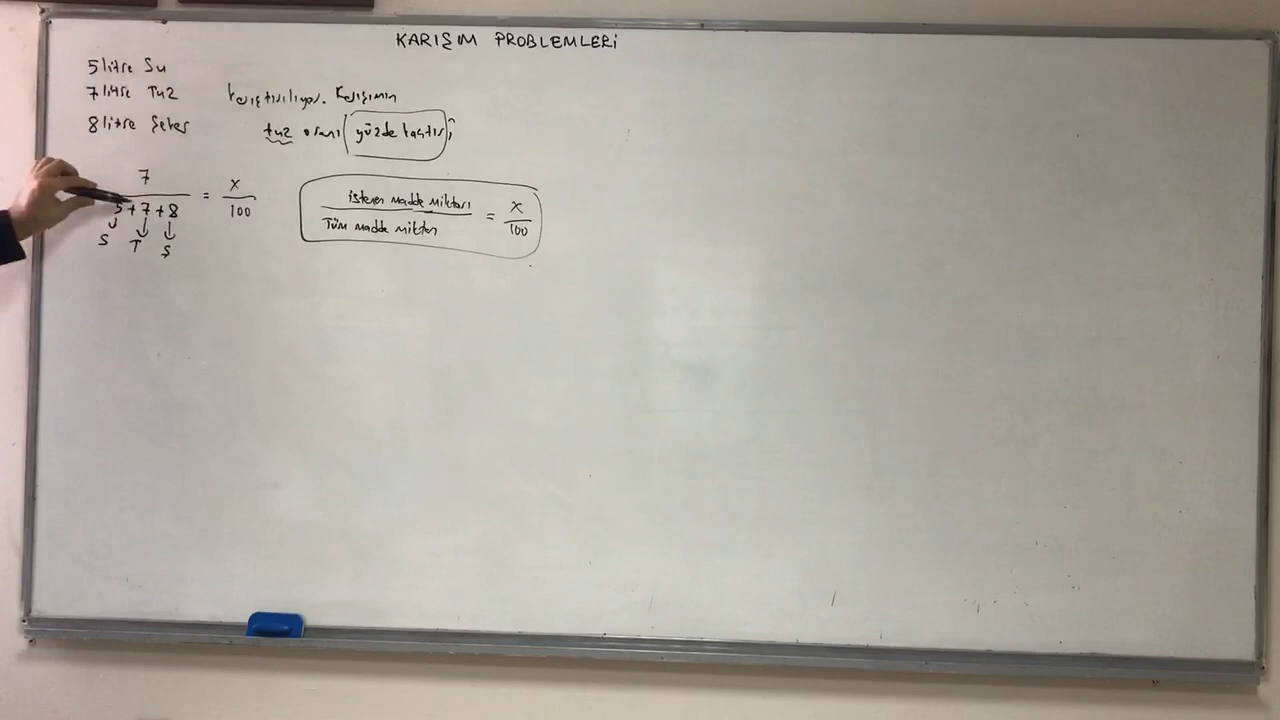 KARIŞIM PROBLEMLERİ
5 litre Su
7 litre Tuz karıştırılıyor. Karışımın
8 litre Şeker tuz oranı yüzde kaçtır?
7
5+7+8 = x
100
S T Ş
istenen madde miktarı
Tüm madde miktarı = x
100